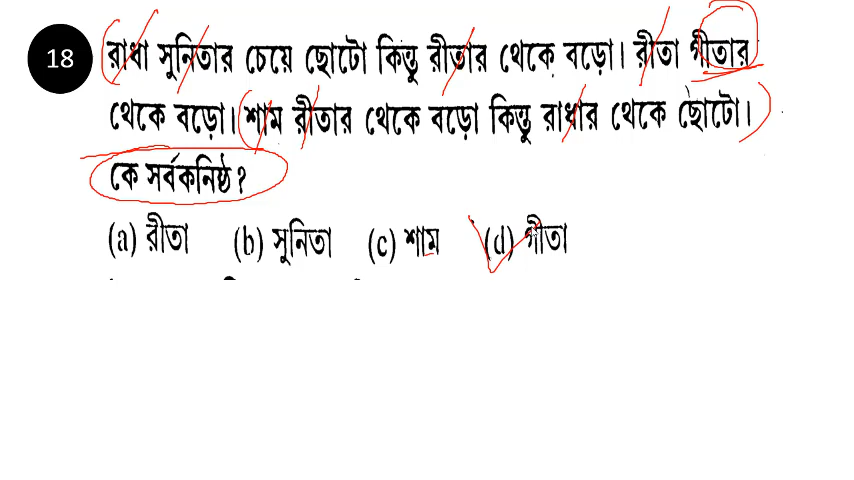 18
রাধা সুনিতার চেয়ে ছোটো কিন্তু রীতার থেকে বড়ো। রীতা গীতার
থেকে বড়ো। শাম রীতার থেকে বড়ো কিন্তু রাধার থেকে ছোটো।
কে সর্বকনিষ্ঠ?
(a) রীতা (b) সুনিতা (c) শাম (d) গীতা